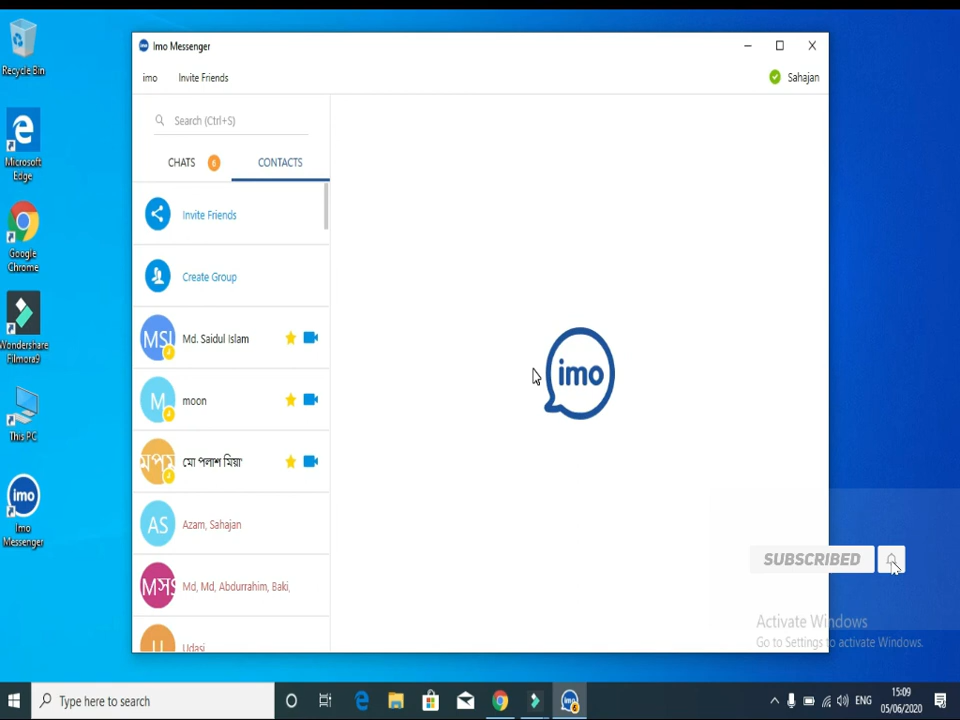 Recycle Bin
Microsoft
Edge
Google
Chrome
Wondershare
Filmora9
This PC
imo
Imo
Messenger
Imo Messenger
imo
Invite Friends
Sahajan
Search (Ctrl+S)
CHATS
6
CONTACTS
Invite Friends
Create Group
MSI
Md. Saidul Islam
M
moon
মো পলাশ মিয়া'
AS
Azam, Sahajan
Md, Md, Abdurrahim, Baki,
U
Udasi
imo
SUBSCRIBED
Activate Windows
Go to Settings to activate Windows.
Type here to search
ENG
15:09
05/06/2020